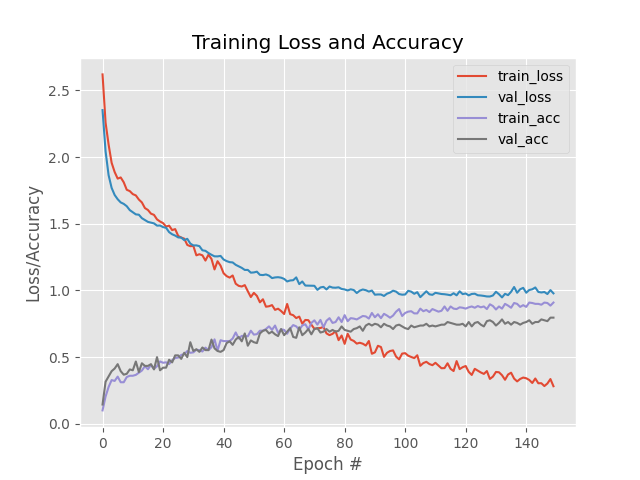 Training Loss and Accuracy
train_loss
val_loss
train_acc
val_acc
Loss/Accuracy
2.5
2.0
1.5
1.0
0.5
0.0
0 20 40 60 80 100 120 140
Epoch #